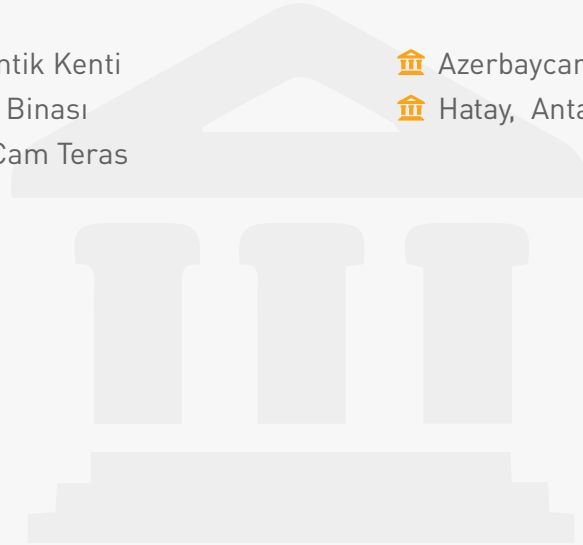 ntik Kenti
Binası
Cam Teras
Azerbaycan
Hatay, Anta